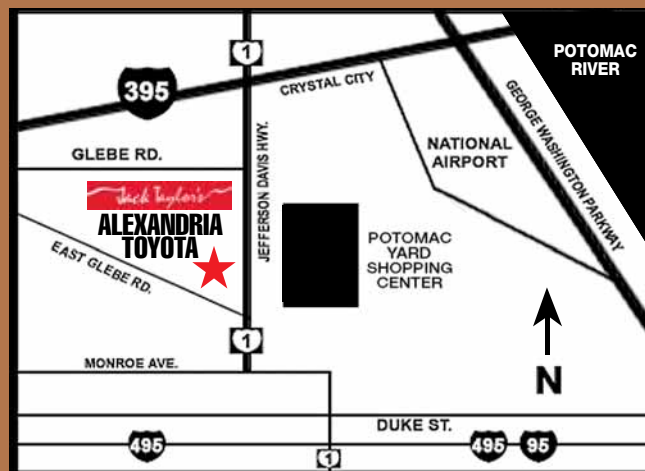 1
POTOMAC
RIVER
395
CRYSTAL CITY
GEORGE WASHINGTON PARKWAY
GLEBE RD.
NATIONAL
AIRPORT
JEFFERSON DAVIS HWY.
Jack Taylor's
ALEXANDRIA
TOYOTA
EAST GLEBE RD.
POTOMAC
YARD
SHOPPING
CENTER
1
MONROE AVE.
N
DUKE ST.
495
495
95
1